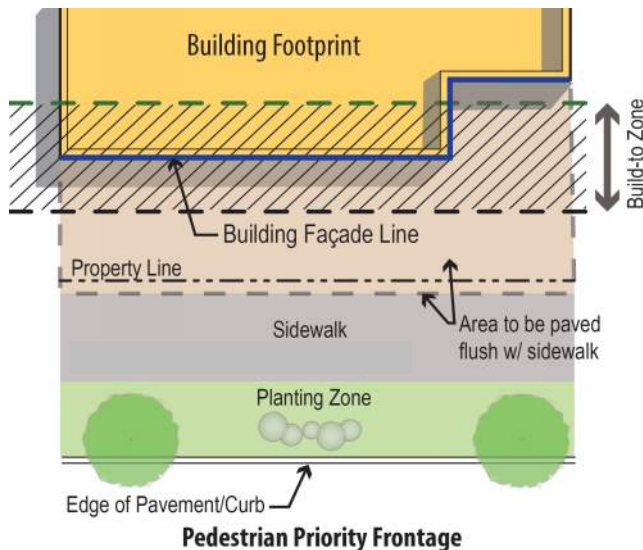 Building Footprint
Build-to Zone
Building Façade Line
Property Line
Area to be paved
flush w/ sidewalk
Sidewalk
Planting Zone
Edge of Pavement/Curb
Pedestrian Priority Frontage